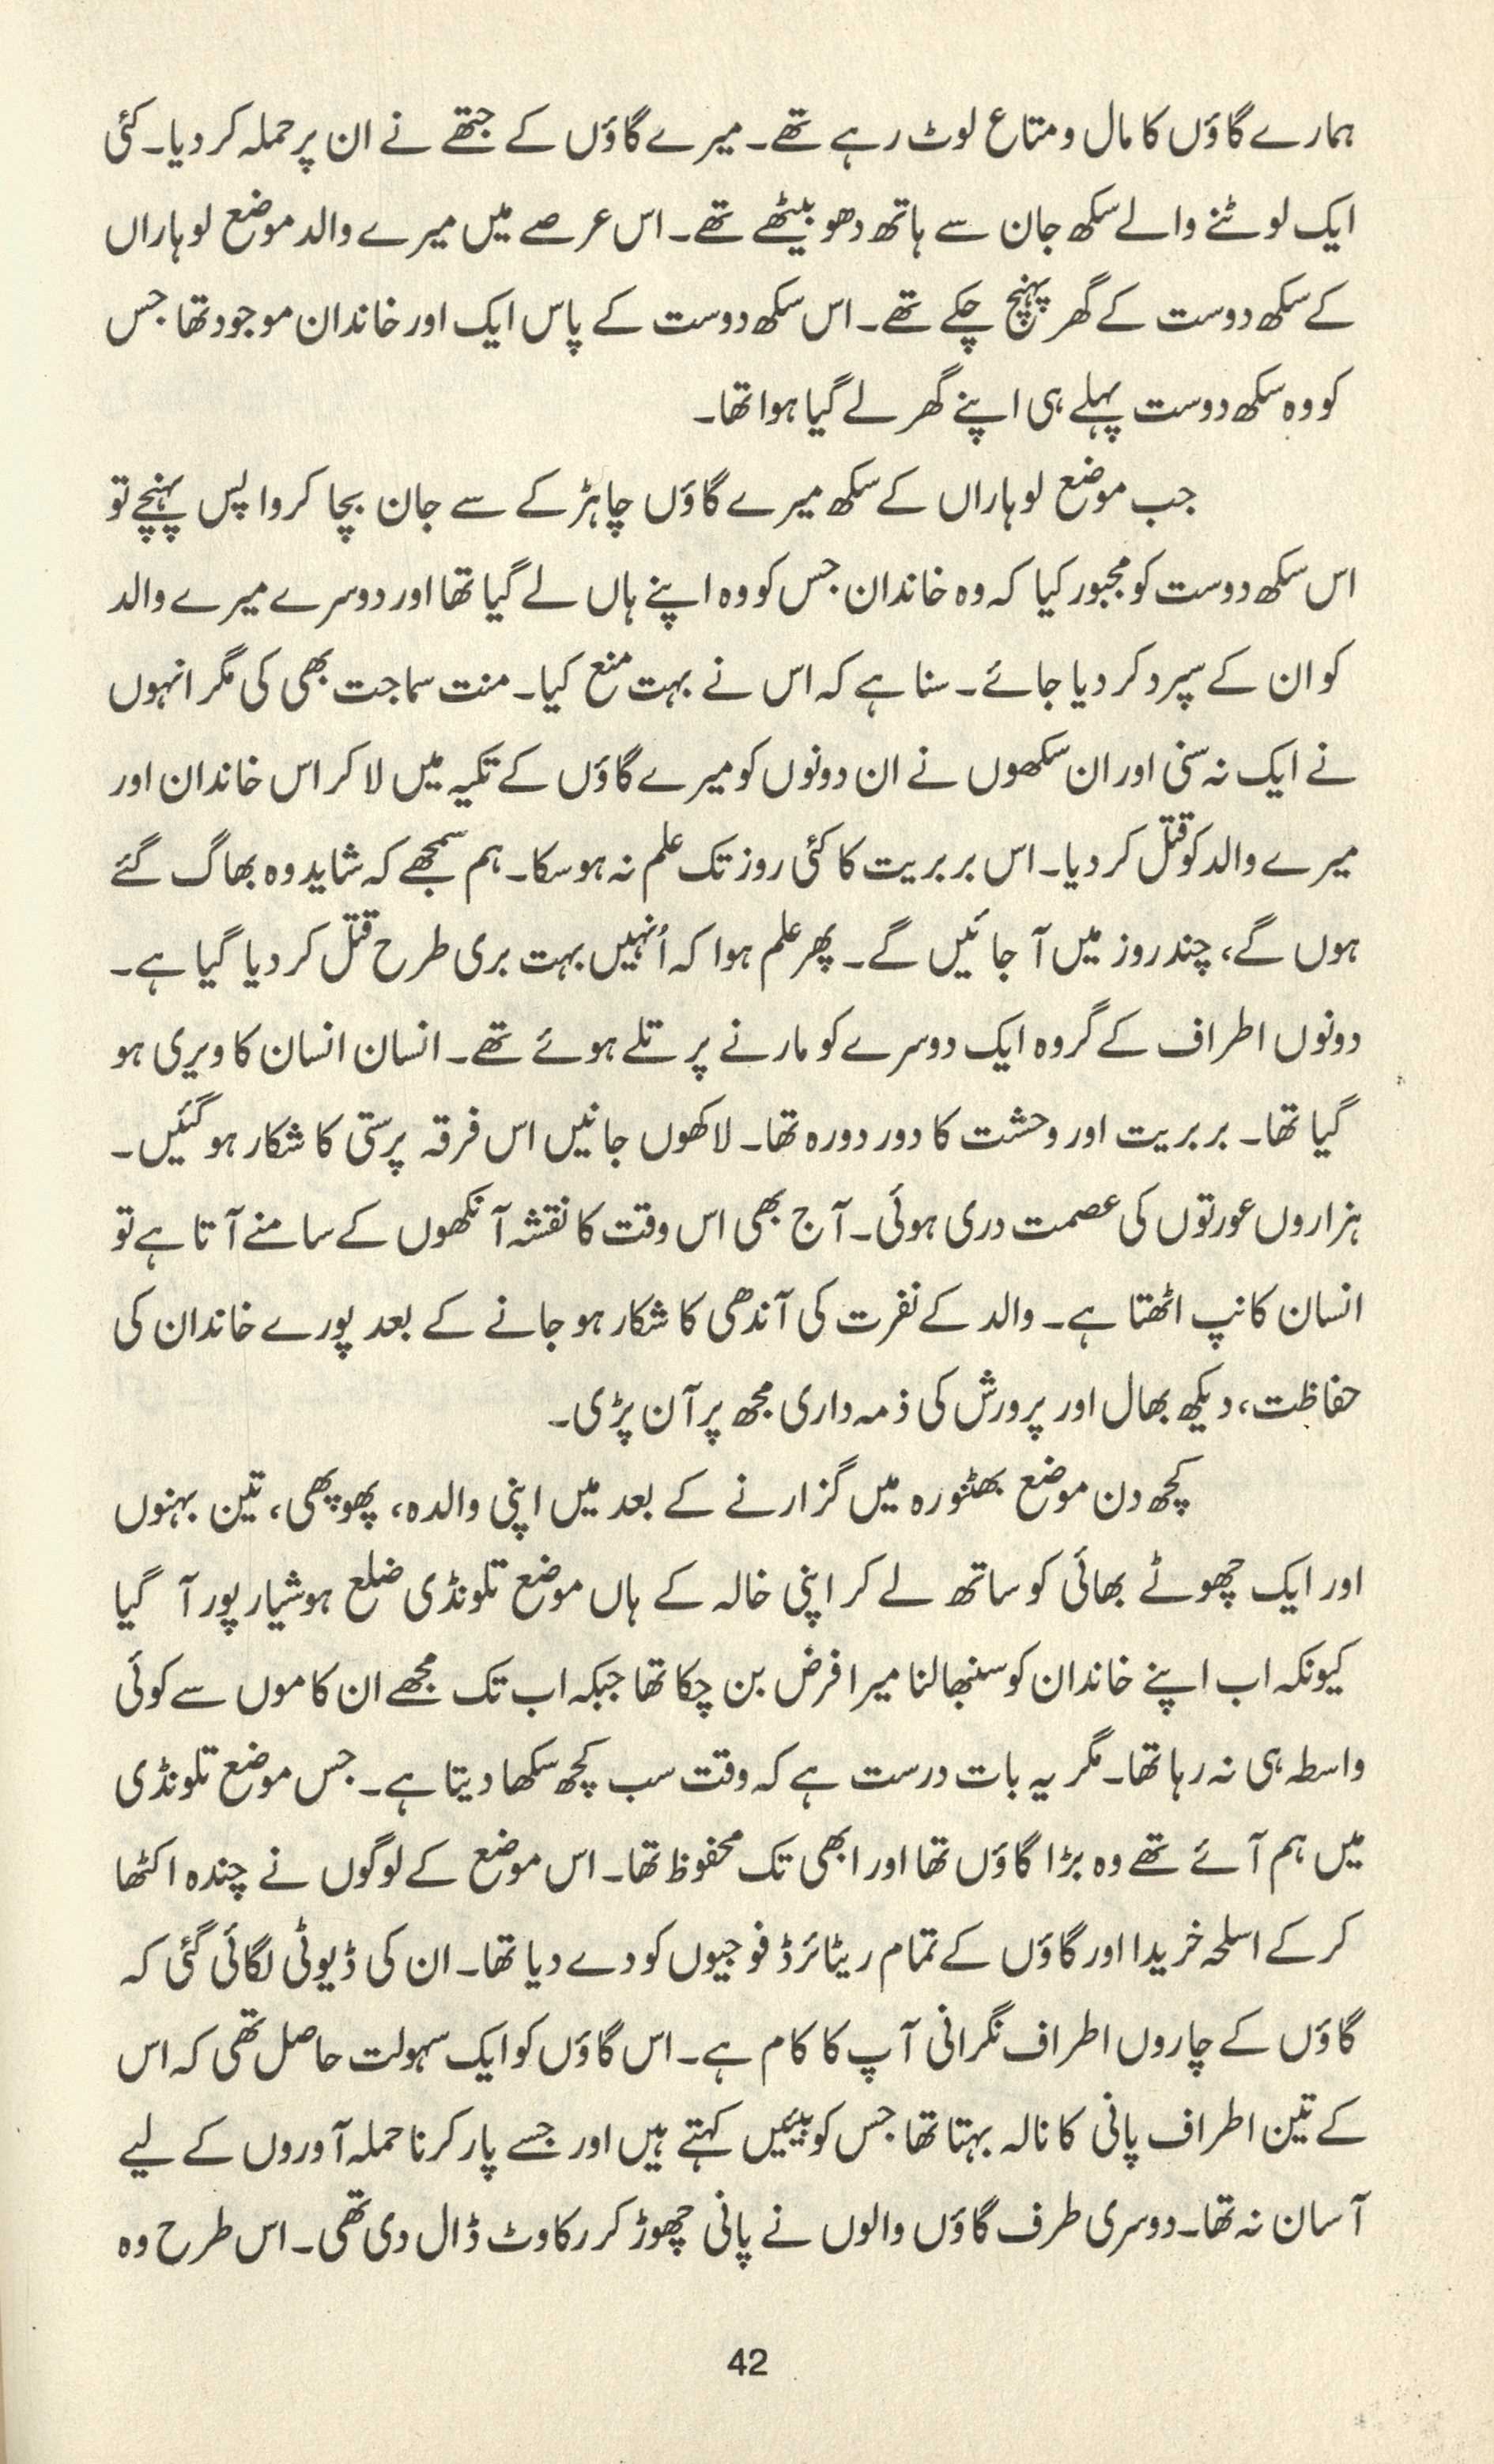 ہمارے گاؤں کا مال و متاع لوٹ رہے تھے۔ میرے گاؤں کے جتھے نے ان پر حملہ کر دیا۔ کئی
ایک لوٹنے والے سکھ جان سے ہاتھ دھو بیٹھے تھے۔ اس عرصے میں میرے والد موضع لوہاراں
کے سکھ دوست کے گھر پہنچ چکے تھے۔ اس سکھ دوست کے پاس ایک اور خاندان موجود تھا جس
کو وہ سکھ دوست پہلے ہی اپنے گھر لے گیا ہوا تھا۔
جب موضع لوہاراں کے سکھ میرے گاؤں چاہڑکے سے جان بچا کر واپس پہنچے تو
اس سکھ دوست کو مجبور کیا کہ وہ خاندان جس کو وہ اپنے ہاں لے گیا تھا اور دوسرے میرے والد
کو ان کے سپرد کر دیا جائے۔ سنا ہے کہ اس نے بہت منع کیا۔ منت سماجت بھی کی مگر انہوں
نے ایک نہ سنی اور ان سکھوں نے ان دونوں کو میرے گاؤں کے تکیہ میں لا کر اس خاندان اور
میرے والد کو قتل کر دیا۔ اس بربریت کا کئی روز تک علم نہ ہو سکا۔ ہم سمجھے کہ شاید وہ بھاگ گئے
ہوں گے، چند روز میں آ جائیں گے۔ پھر علم ہوا کہ اُنہیں بہت بری طرح قتل کر دیا گیا ہے۔
دونوں اطراف کے گروہ ایک دوسرے کو مارنے پر تلے ہوئے تھے۔ انسان انسان کا ویری ہو
گیا تھا۔ بربریت اور وحشت کا دور دورہ تھا۔ لاکھوں جانیں اس فرقہ پرستی کا شکار ہو گئیں۔
ہزاروں عورتوں کی عصمت دری ہوئی۔ آج بھی اس وقت کا نقشہ آنکھوں کے سامنے آتا ہے تو
انسان کانپ اٹھتا ہے۔ والد کے نفرت کی آندھی کا شکار ہو جانے کے بعد پورے خاندان کی
حفاظت، دیکھ بھال اور پرورش کی ذمہ داری مجھ پر آن پڑی۔
کچھ دن موضع بھٹنورہ میں گزارنے کے بعد میں اپنی والدہ، پھوپھی، تین بہنوں
اور ایک چھوٹے بھائی کو ساتھ لے کر اپنی خالہ کے ہاں موضع تلونڈی ضلع ہوشیارپور آ گیا
کیونکہ اب اپنے خاندان کو سنبھالنا میرا فرض بن چکا تھا جبکہ اب تک مجھے ان کاموں سے کوئی
واسطہ ہی نہ رہا تھا۔ مگر یہ بات درست ہے کہ وقت سب کچھ سکھا دیتا ہے۔ جس موضع تلونڈی
میں ہم آئے تھے وہ بڑا گاؤں تھا اور ابھی تک محفوظ تھا۔ اس موضع کے لوگوں نے چندہ اکٹھا
کر کے اسلحہ خریدا اور گاؤں کے تمام ریٹائرڈ فوجیوں کو دے دیا تھا۔ ان کی ڈیوٹی لگائی گئی کہ
گاؤں کے چاروں اطراف نگرانی آپ کا کام ہے۔ اس گاؤں کو ایک سہولت حاصل تھی کہ اس
کے تین اطراف پانی کا نالہ بہتا تھا جس کو بیئیں کہتے ہیں اور جسے پار کرنا حملہ آوروں کے لیے
آسان نہ تھا۔ دوسری طرف گاؤں والوں نے پانی چھوڑ کر رکاوٹ ڈال دی تھی۔ اس طرح وہ
42